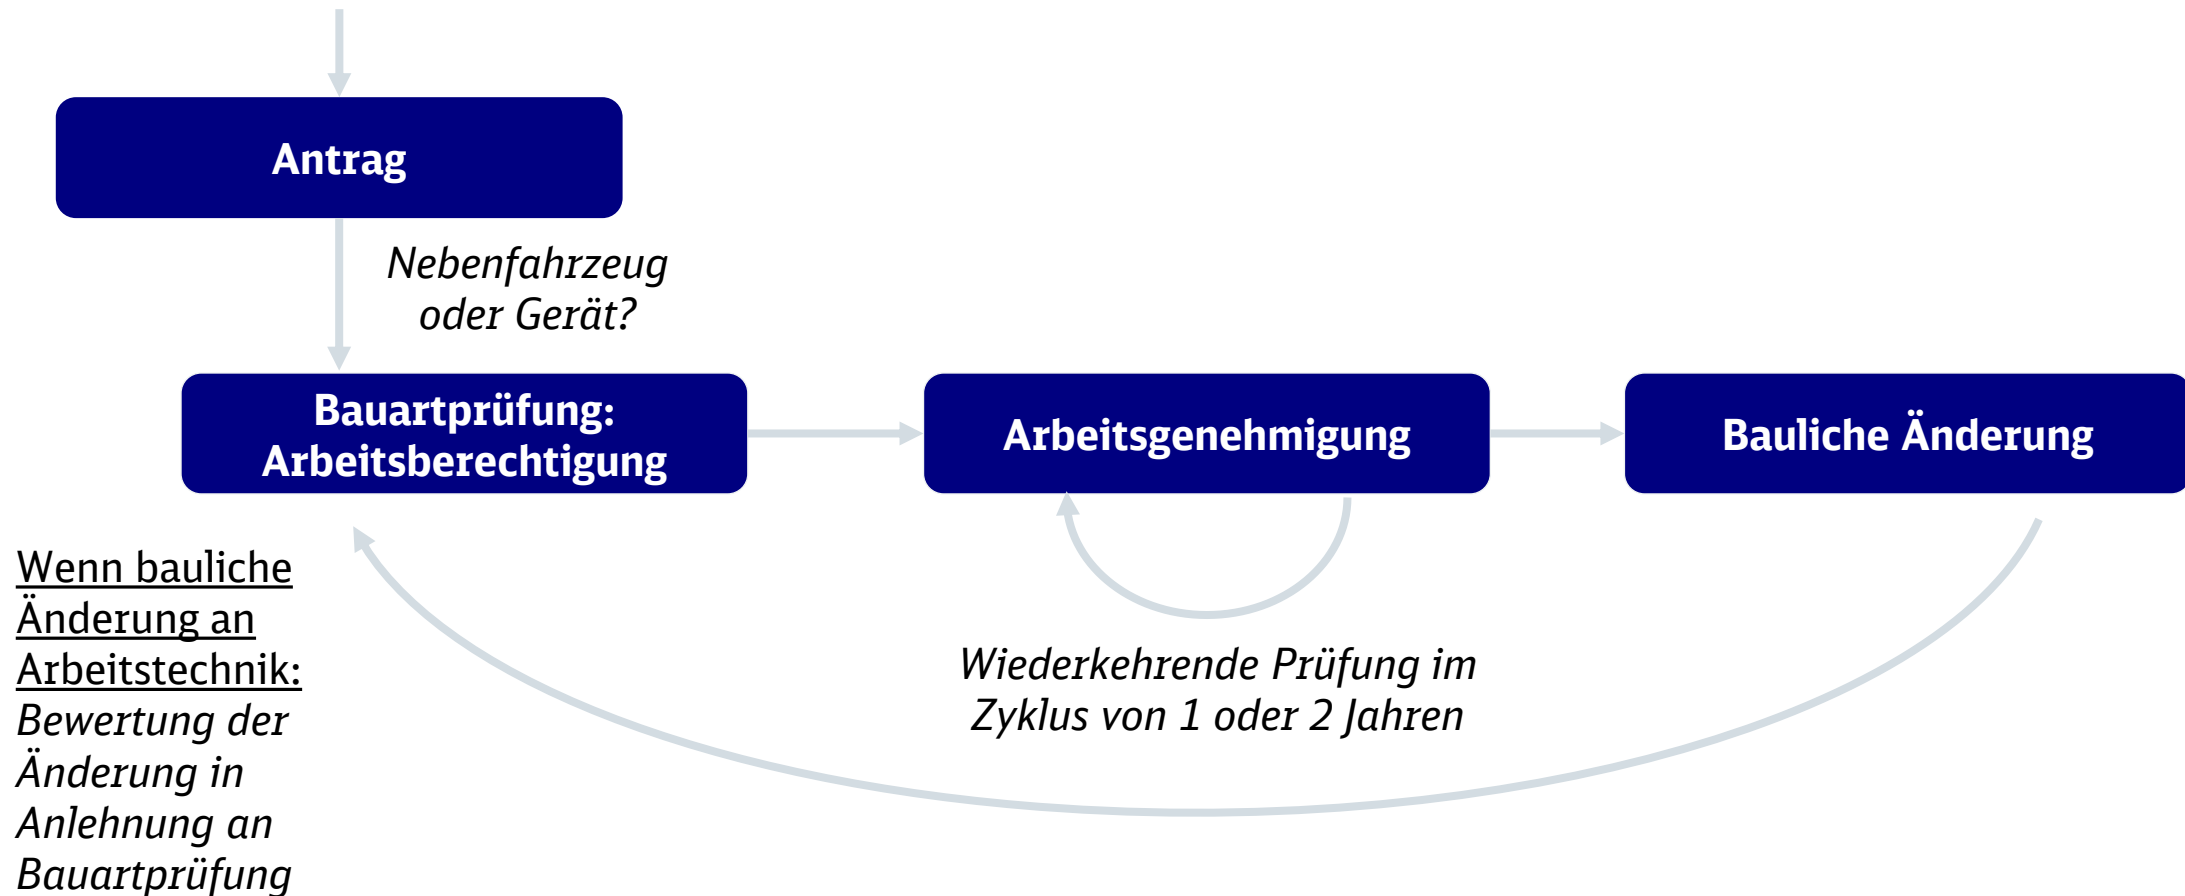 Antrag
Nebenfahrzeug
oder Gerät?
Bauartprüfung:
Arbeitsberechtigung
Arbeitsgenehmigung
Bauliche Änderung
Wenn bauliche
Änderung an
Arbeitstechnik:
Bewertung der
Änderung in
Anlehnung an
Bauartprüfung
Wiederkehrende Prüfung im
Zyklus von 1 oder 2 Jahren